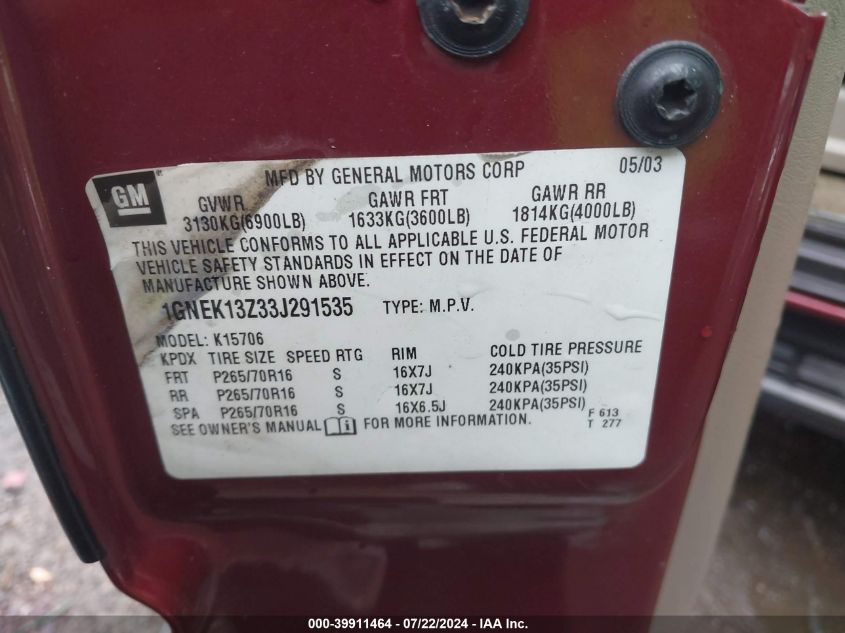 GM
MFD BY GENERAL MOTORS CORP 05/03
GVWR GAWR FRT GAWR RR
3130KG(6900LB) 1633KG(3600LB) 1814KG(4000LB)
THIS VEHICLE CONFORMS TO ALL APPLICABLE U.S. FEDERAL MOTOR
VEHICLE SAFETY STANDARDS IN EFFECT ON THE DATE OF
MANUFACTURE SHOWN ABOVE.
1GNEK13Z33J291535 TYPE: M.P.V.
MODEL: K15706
KPDX TIRE SIZE SPEED RTG RIM COLD TIRE PRESSURE
FRT P265/70R16 S 16X7J 240KPA(35PSI)
RR P265/70R16 S 16X7J 240KPA(35PSI)
SPA P265/70R16 S 16X6.5J 240KPA(35PSI)
SEE OWNER'S MANUAL FOR MORE INFORMATION.
F 613
T 277
000-39911464 - 07/22/2024 - IAA Inc.